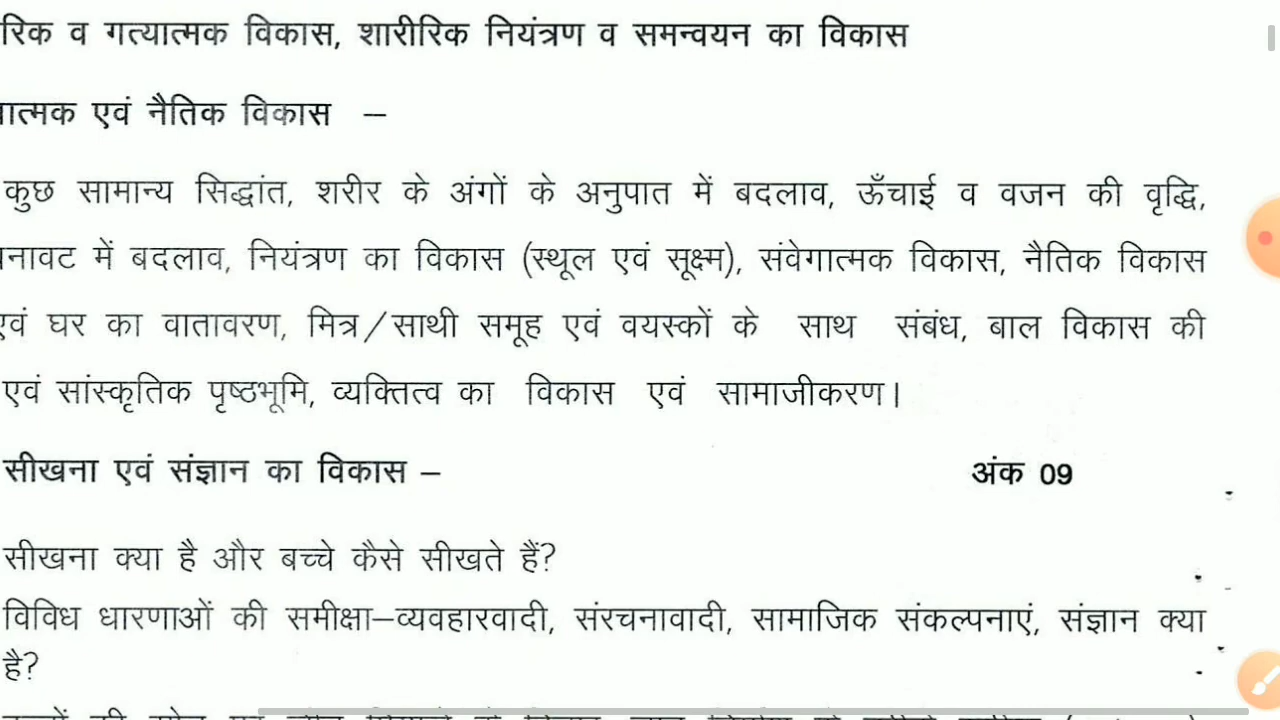 व गत्यात्मक विकास, शारीरिक नियंत्रण व समन्वयन का विकास
एवं नैतिक विकास –
कुछ सामान्य सिद्धांत, शरीर के अंगों के अनुपात में बदलाव, ऊँचाई व वजन की वृद्धि,
में बदलाव, नियंत्रण का विकास (स्थूल एवं सूक्ष्म), संवेगात्मक विकास, नैतिक विकास
एवं घर का वातावरण, मित्र/साथी समूह एवं वयस्कों के साथ संबंध, बाल विकास की
एवं सांस्कृतिक पृष्ठभूमि, व्यक्तित्व का विकास एवं सामाजीकरण।
सीखना एवं संज्ञान का विकास – अंक 09
सीखना क्या है और बच्चे कैसे सीखते हैं?
विविध धारणाओं की समीक्षा–व्यवहारवादी, संरचनावादी, सामाजिक संकल्पनाएं, संज्ञान क्या
है?